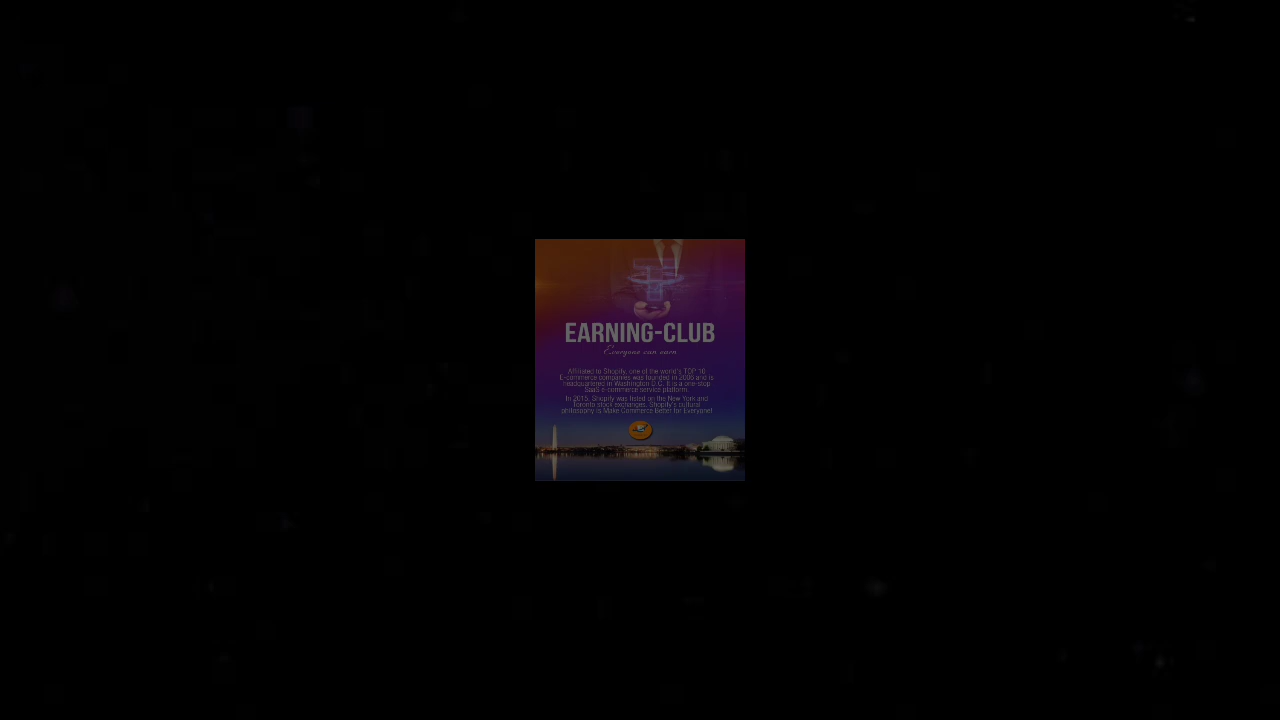 EARNING-CLUB
Everyone can earn
Affiliated to Shopify, one of the world's TOP 10
E-commerce companies was founded in 2006 and is
headquartered in Washington D.C. It is a one-stop
SaaS e-commerce service platform.
In 2015, Shopify was listed on the New York and
Toronto stock exchanges. Shopify's cultural
philosophy is Make Commerce Better for Everyone!